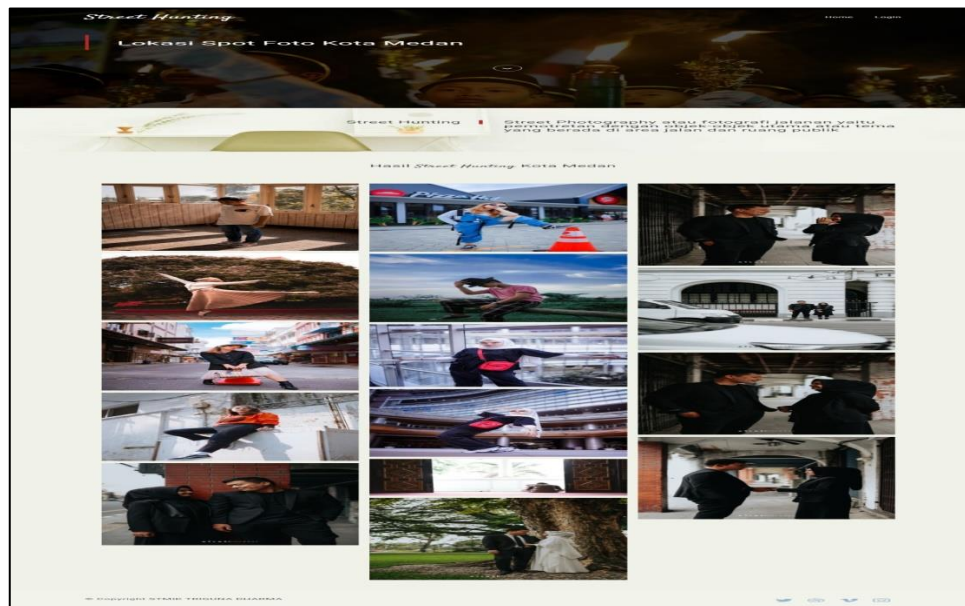 Street Hunting
Home Login
Lokasi Spot Foto Kota Medan
Street Hunting
Street Photography atau fotografi jalanan yaitu
pemotretan dengan objek-objek utama atau tema
yang berada di area jalan dan ruang publik
Hasil Street Hunting Kota Medan
© Copyright STMIK TRIGUNA DHARMA